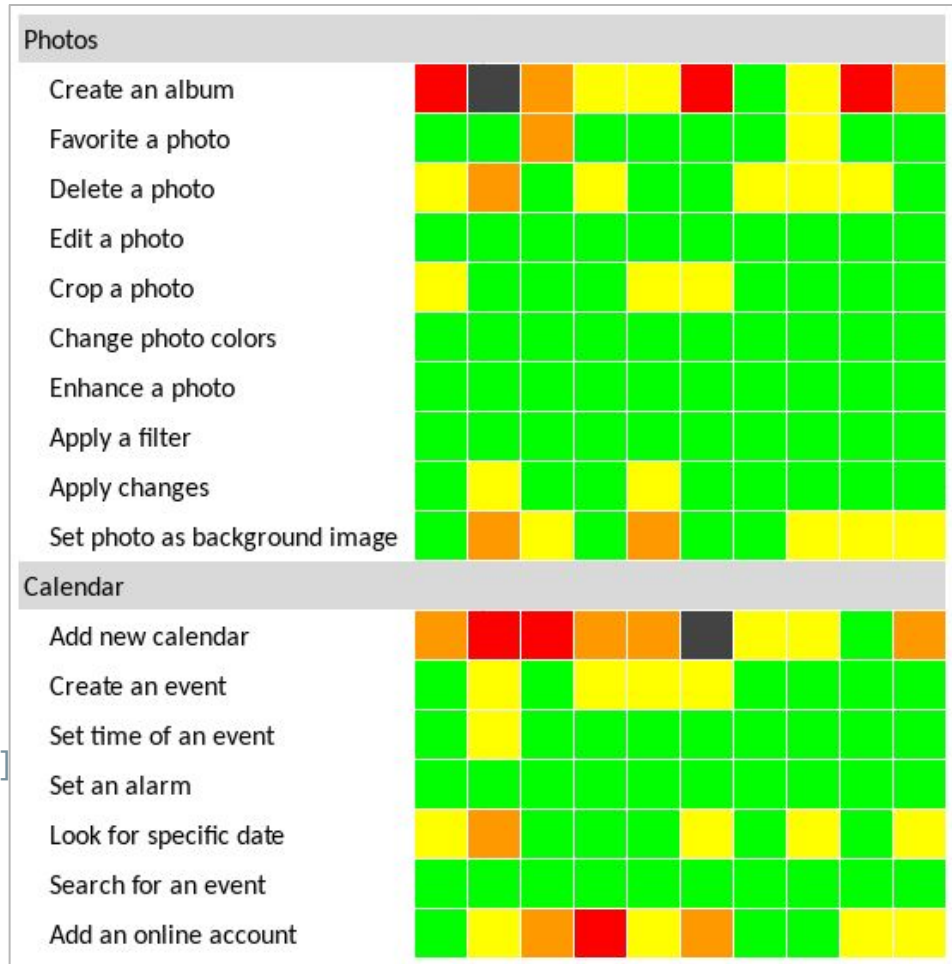 Photos
Create an album
Favorite a photo
Delete a photo
Edit a photo
Crop a photo
Change photo colors
Enhance a photo
Apply a filter
Apply changes
Set photo as background image
Calendar
Add new calendar
Create an event
Set time of an event
Set an alarm
Look for specific date
Search for an event
Add an online account